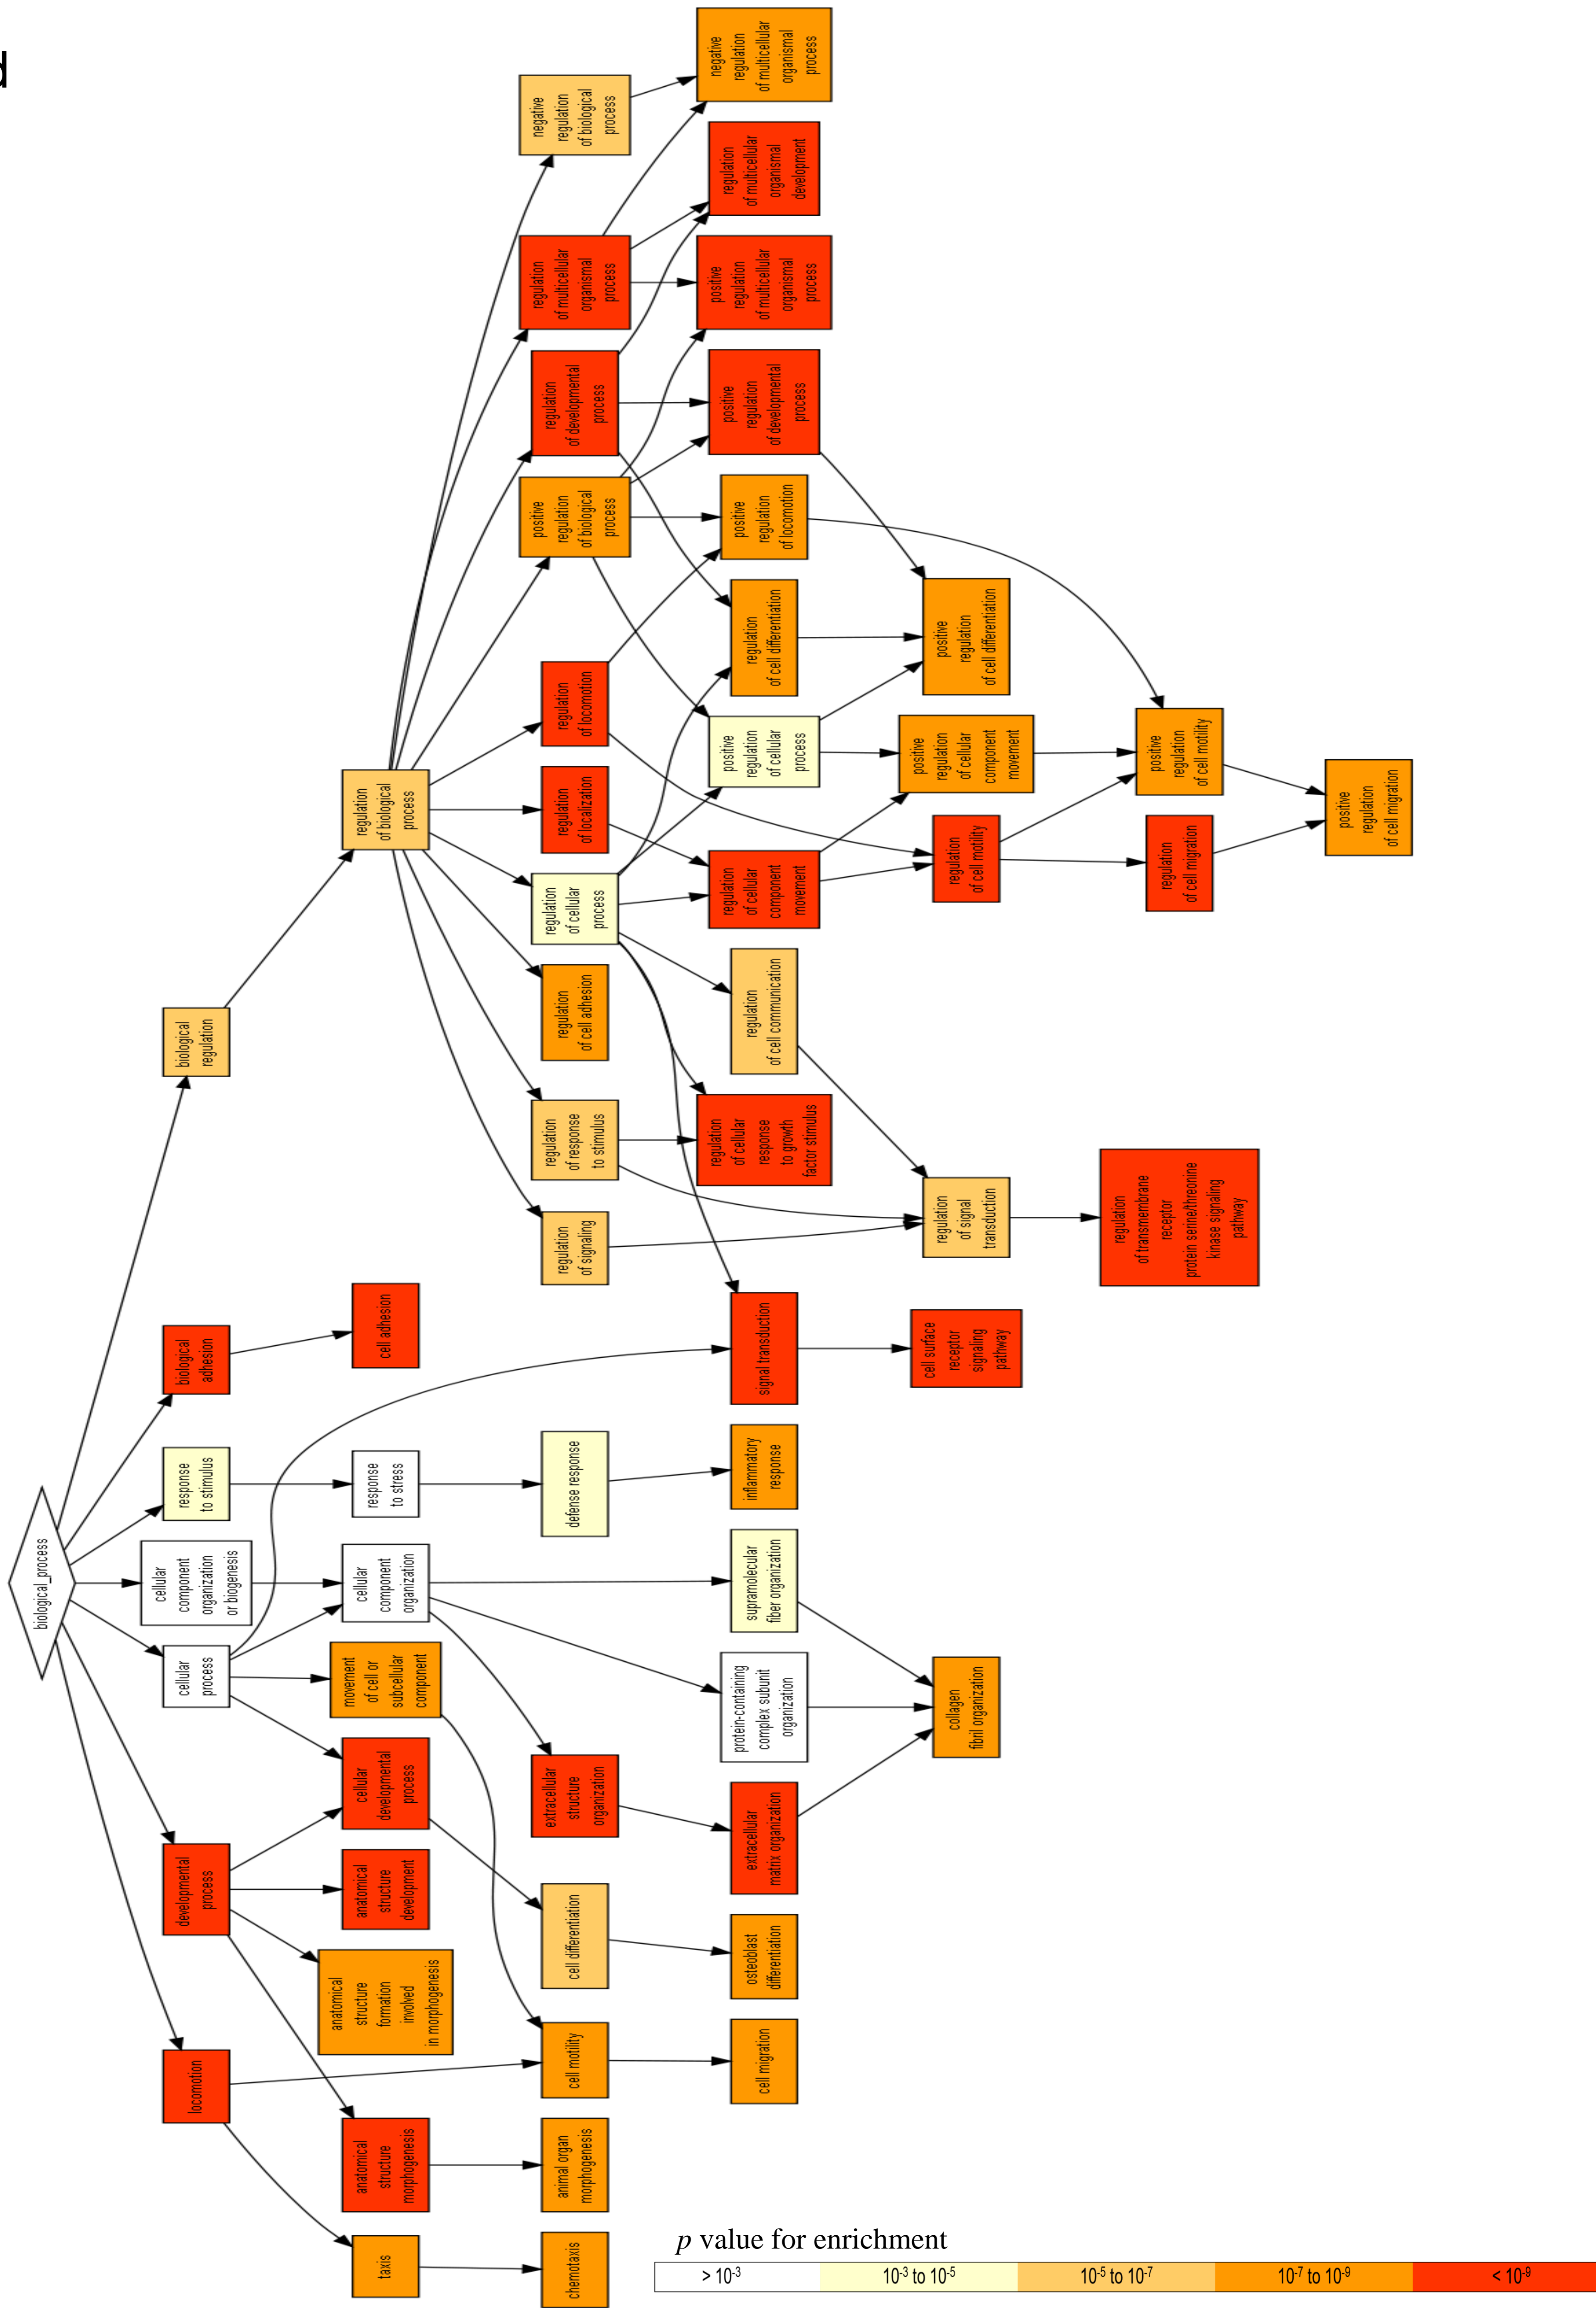 d
biological_process
locomotion
developmental
process
cellular
process
cellular
component
organization
or biogenesis
response
to stimulus
biological
adhesion
biological
regulation
taxis
anatomical
structure
morphogenesis
anatomical
structure
formation
involved
in morphogenesis
anatomical
structure
development
cellular
developmental
process
movement
of cell or
subcellular
component
cellular
component
organization
response
to stress
cell adhesion
regulation
of biological
process
chemotaxis
animal organ
morphogenesis
cell motility
cell differentiation
extracellular
structure
organization
defense response
regulation
of signaling
regulation
of response
to stimulus
regulation
of cell adhesion
regulation
of cellular
process
regulation
of localization
regulation
of locomotion
positive
regulation
of biological
process
regulation
of developmental
process
regulation
of multicellular
organismal
process
negative
regulation
of biological
process
cell migration
osteoblast
differentiation
extracellular
matrix organization
protein-containing
complex subunit
organization
supramolecular
fiber organization
inflammatory
response
signal transduction
regulation
of cellular
response
to growth
factor stimulus
regulation
of cell communication
regulation
of cellular
component
movement
positive
regulation
of cellular
process
regulation
of cell differentiation
positive
regulation
of locomotion
positive
regulation
of developmental
process
positive
regulation
of multicellular
organismal
process
regulation
of multicellular
organismal
development
negative
regulation
of multicellular
organismal
process
collagen
fibril organization
cell surface
receptor
signaling
pathway
regulation
of signal
transduction
regulation
of cell motility
positive
regulation
of cellular
component
movement
positive
regulation
of cell differentiation
regulation
of transmembrane
receptor
protein serine/threonine
kinase signaling
pathway
regulation
of cell migration
positive
regulation
of cell motility
positive
regulation
of cell migration
p value for enrichment
> 10⁻³ 10⁻³ to 10⁻⁵ 10⁻⁵ to 10⁻⁷ 10⁻⁷ to 10⁻⁹ < 10⁻⁹